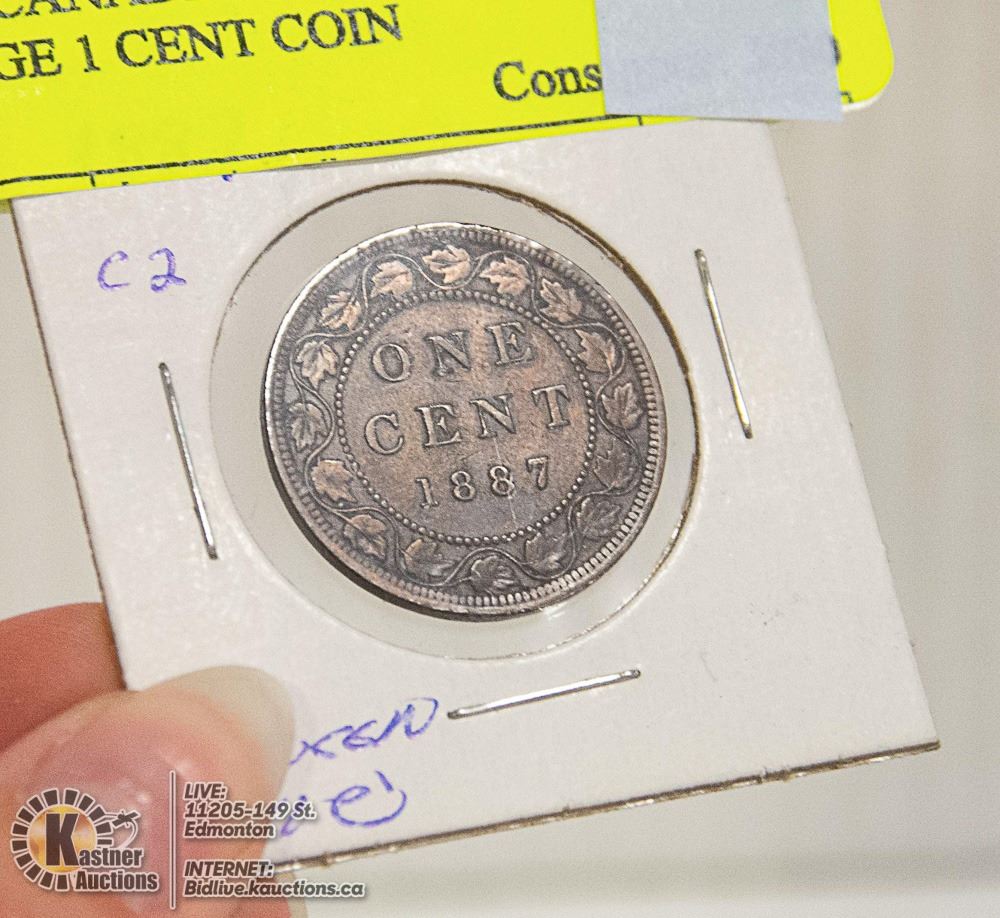 GE 1 CENT COIN
Cons
C2
ONE
CENT
1887
LIVE:
11205-149 St.
Edmonton
INTERNET:
Bidlive.kauctions.ca
K
Kastner
Auctions